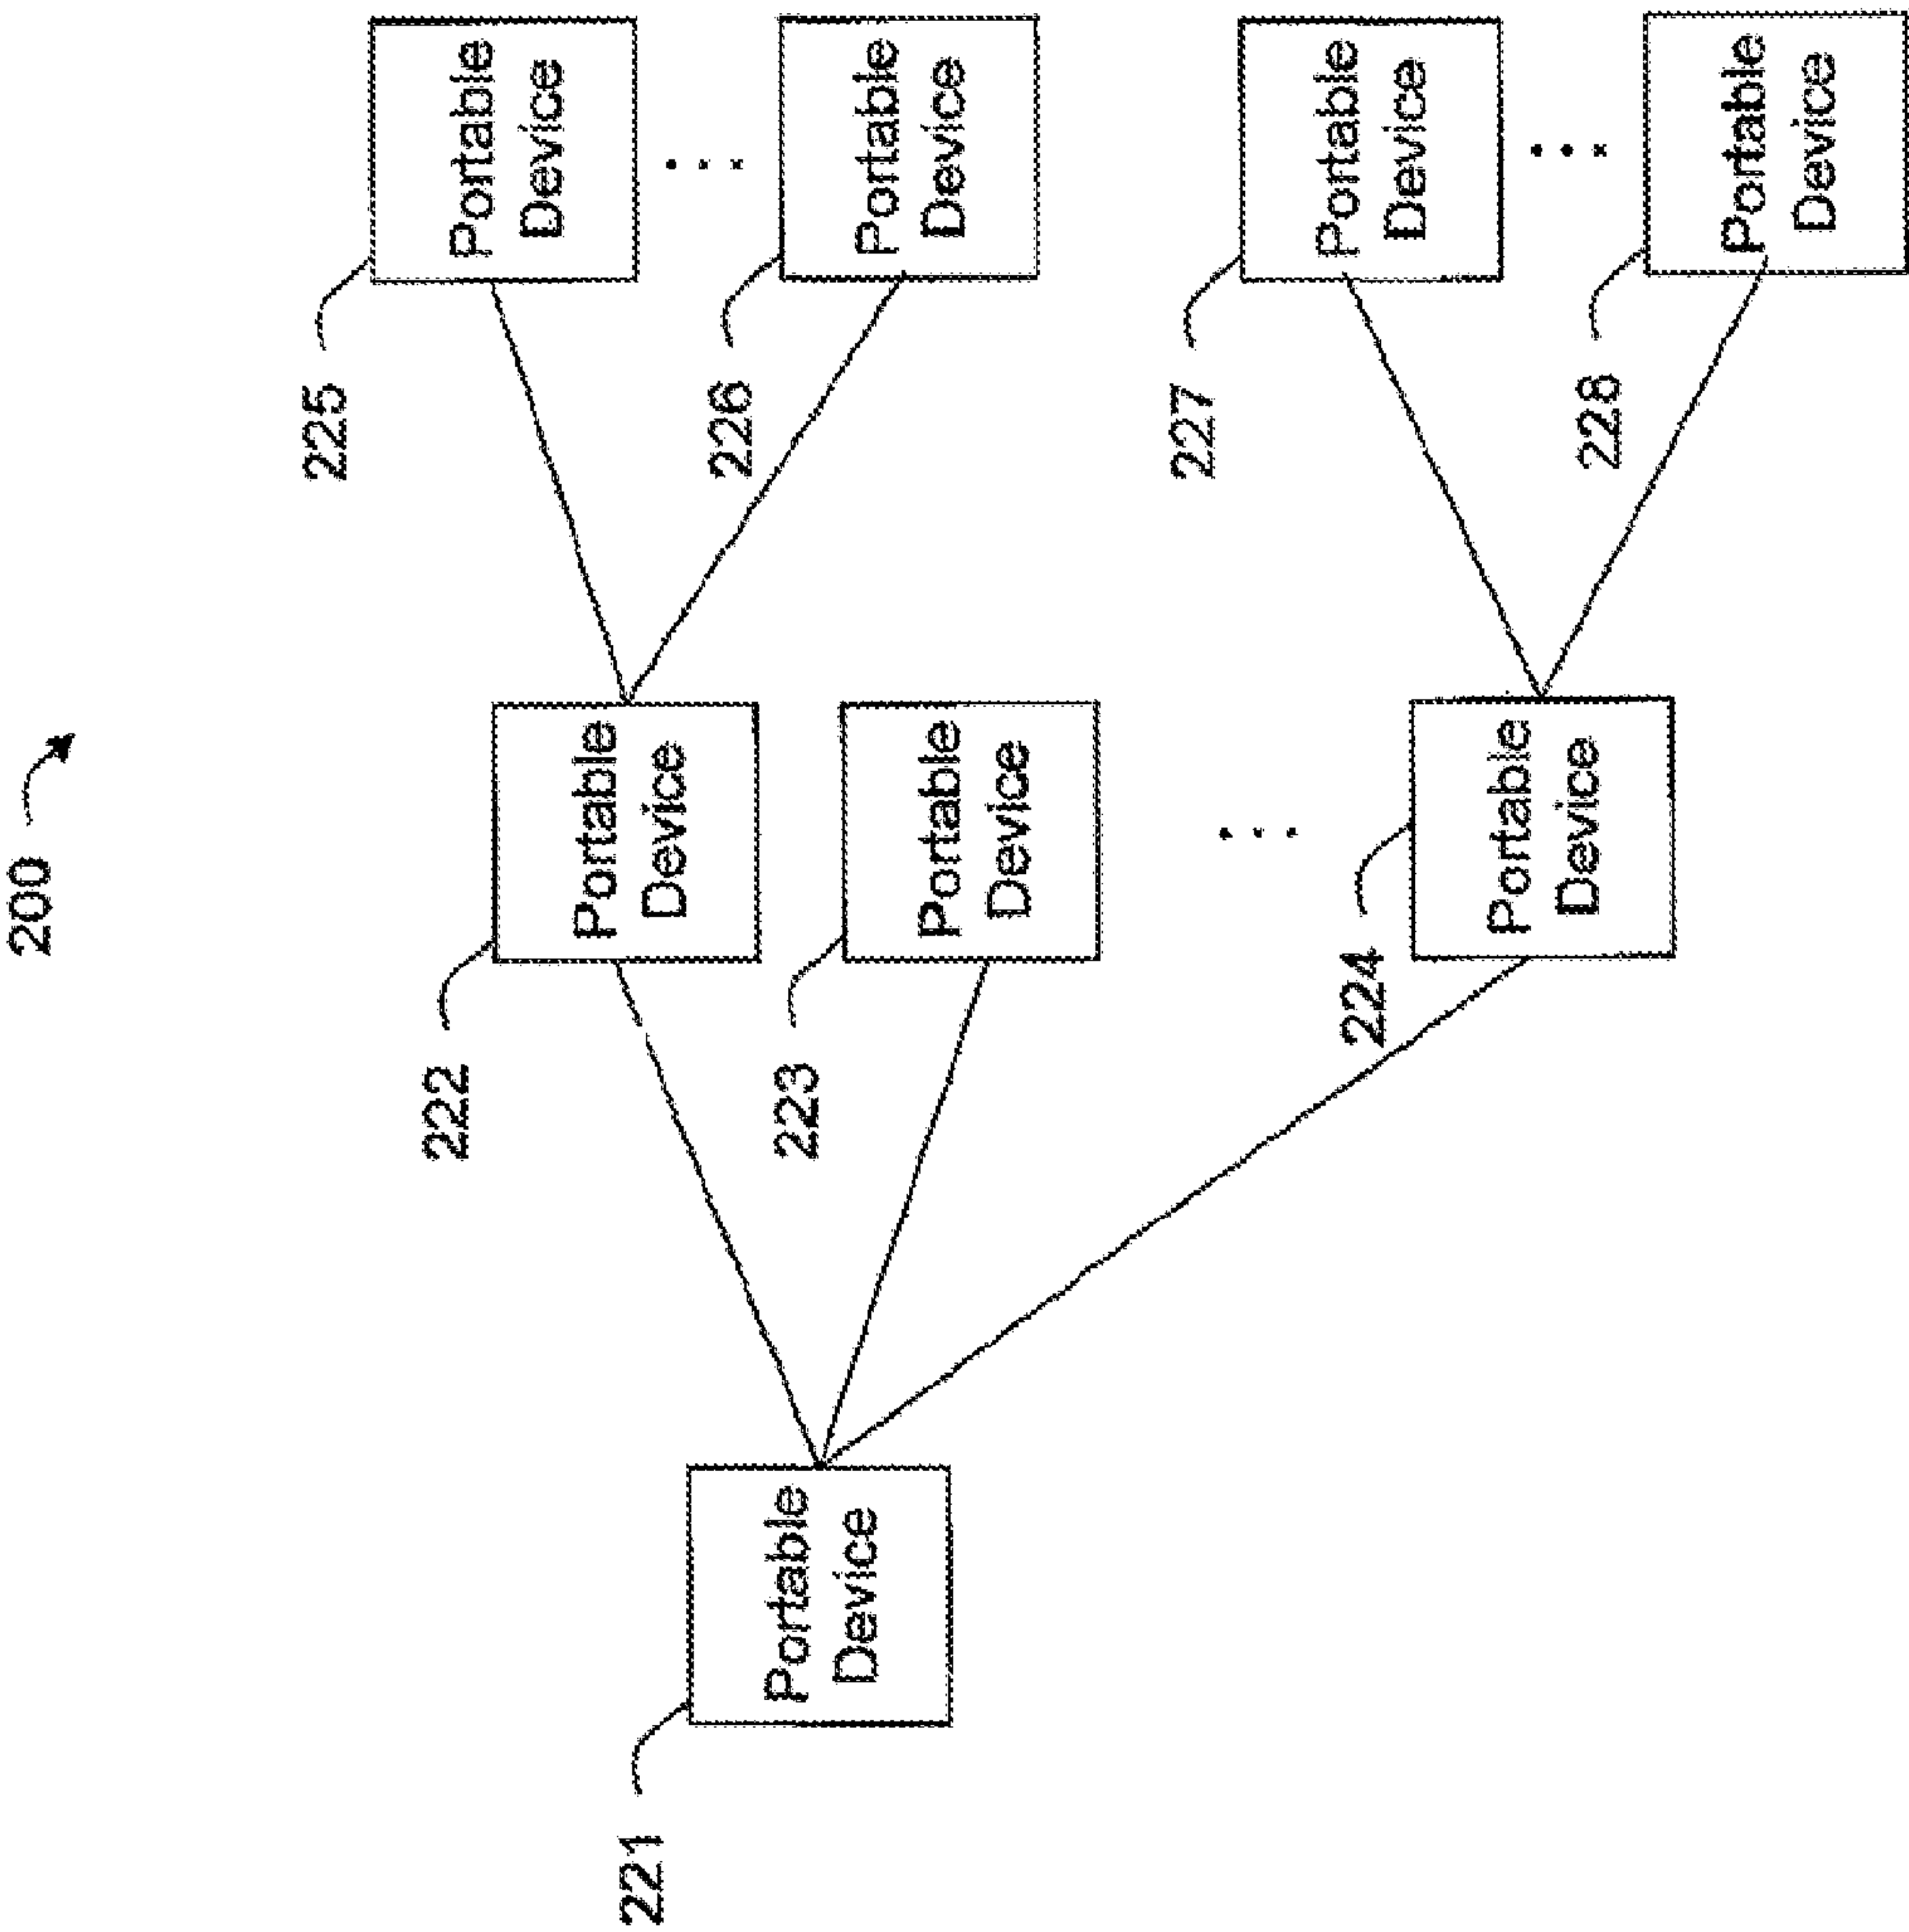 200
221
Portable
Device
222
Portable
Device
223
Portable
Device
...
224
Portable
Device
225
Portable
Device
...
226
Portable
Device
227
Portable
Device
...
228
Portable
Device